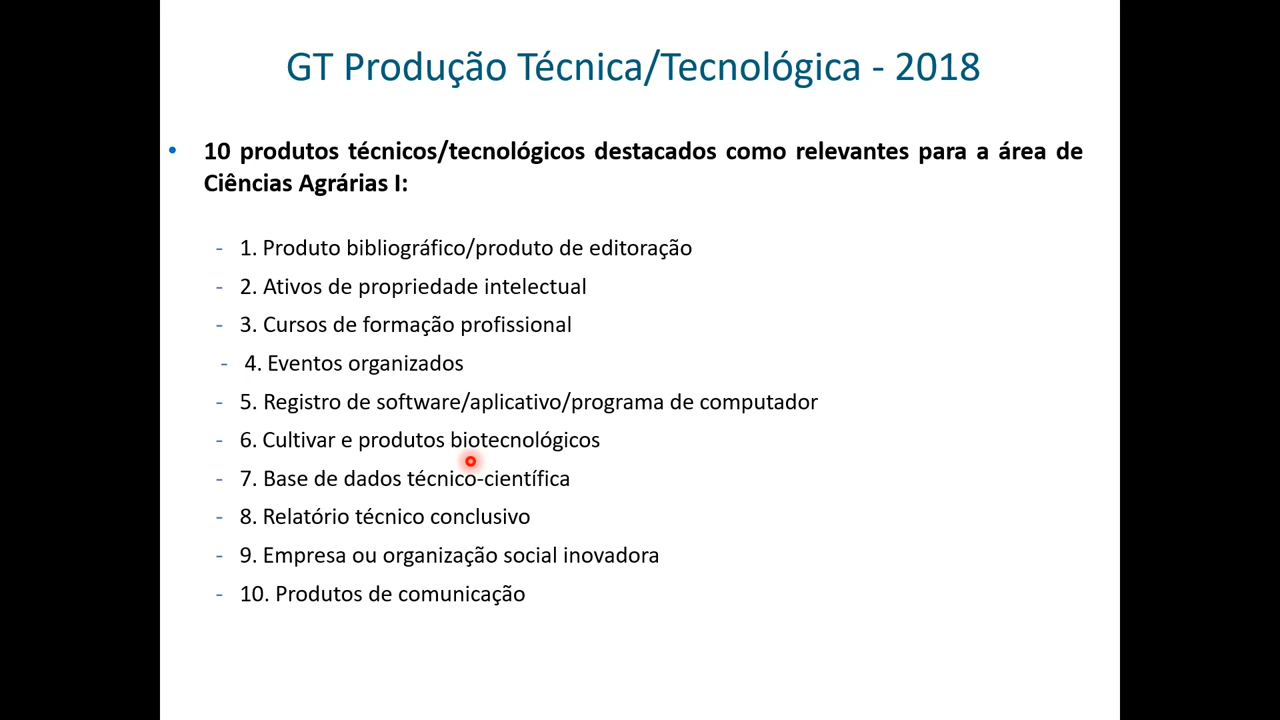 GT Produção Técnica/Tecnológica - 2018
• 10 produtos técnicos/tecnológicos destacados como relevantes para a área de
Ciências Agrárias I:
- 1. Produto bibliográfico/produto de editoração
- 2. Ativos de propriedade intelectual
- 3. Cursos de formação profissional
- 4. Eventos organizados
- 5. Registro de software/aplicativo/programa de computador
- 6. Cultivar e produtos biotecnológicos
- 7. Base de dados técnico-científica
- 8. Relatório técnico conclusivo
- 9. Empresa ou organização social inovadora
- 10. Produtos de comunicação